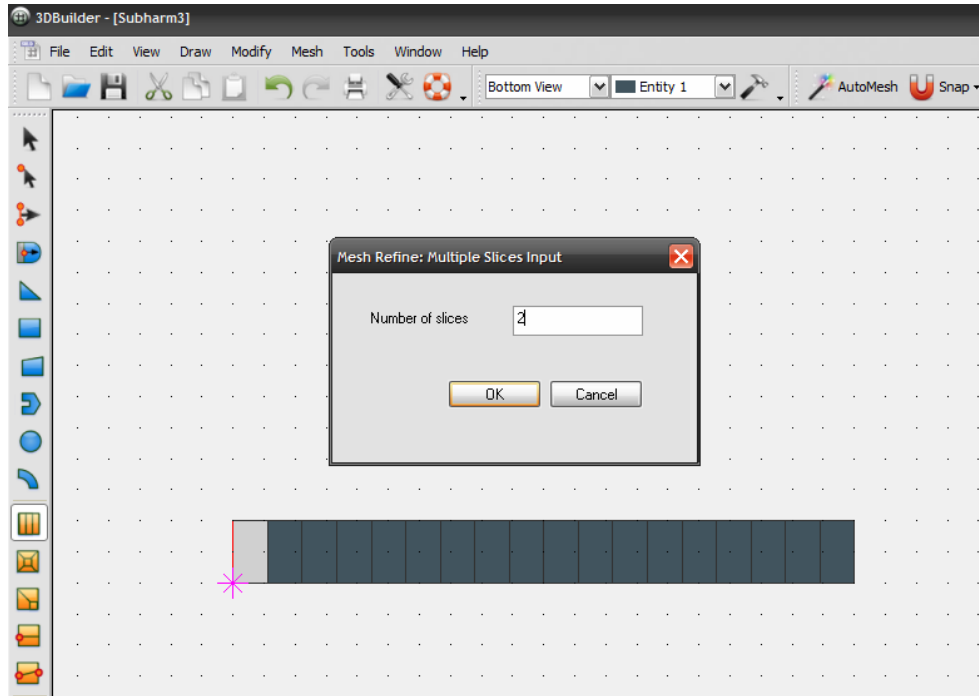 3DBuilder - [Subharm3]
File Edit View Draw Modify Mesh Tools Window Help
Bottom View Entity 1 AutoMesh Snap
Mesh Refine: Multiple Slices Input
Number of slices 2
OK Cancel